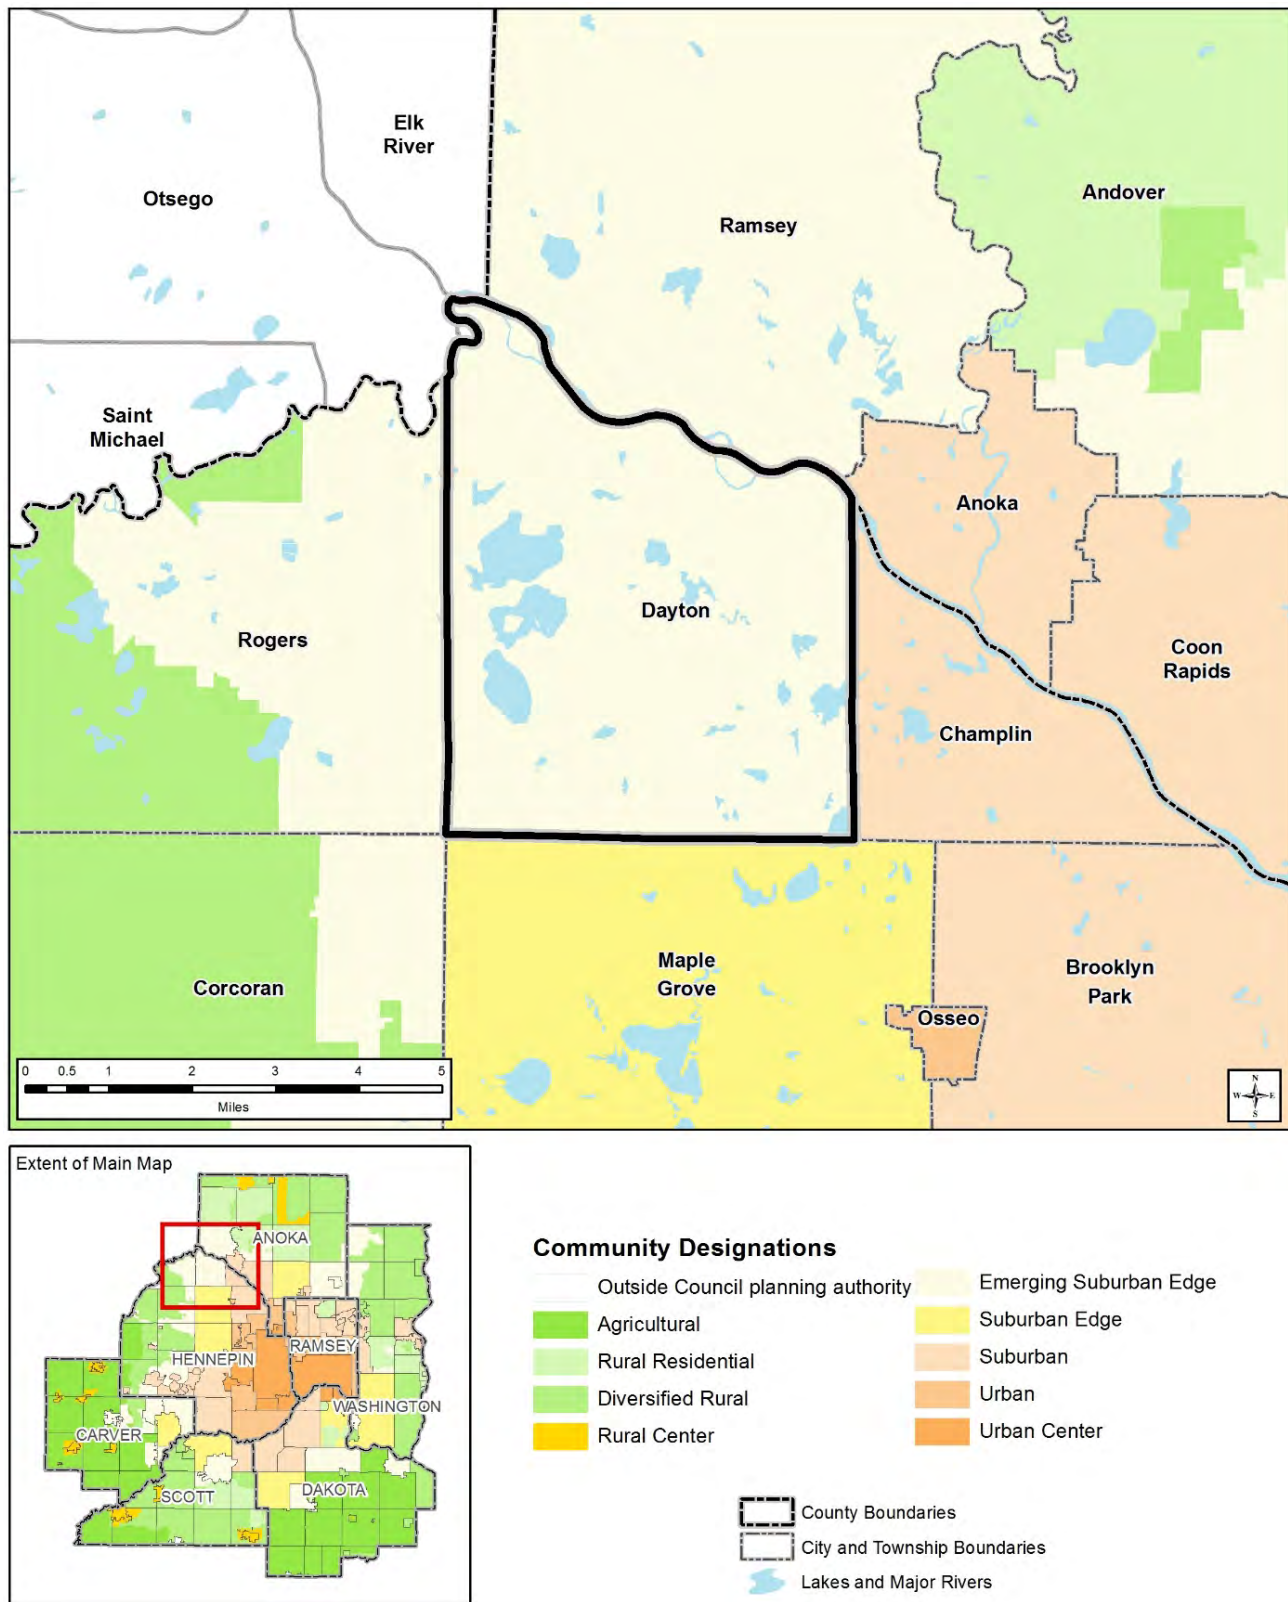 Elk
River
Otsego
Ramsey
Andover
Saint
Michael
Anoka
Dayton
Rogers
Coon
Rapids
Champlin
Corcoran
Maple
Grove
Brooklyn
Park
Osseo
0 0.5 1 2 3 4 5
Miles
N
W E
S
Extent of Main Map
ANOKA
HENNEPIN
RAMSEY
WASHINGTON
CARVER
SCOTT
DAKOTA
Community Designations
Outside Council planning authority
Agricultural
Rural Residential
Diversified Rural
Rural Center
Emerging Suburban Edge
Suburban Edge
Suburban
Urban
Urban Center
County Boundaries
City and Township Boundaries
Lakes and Major Rivers